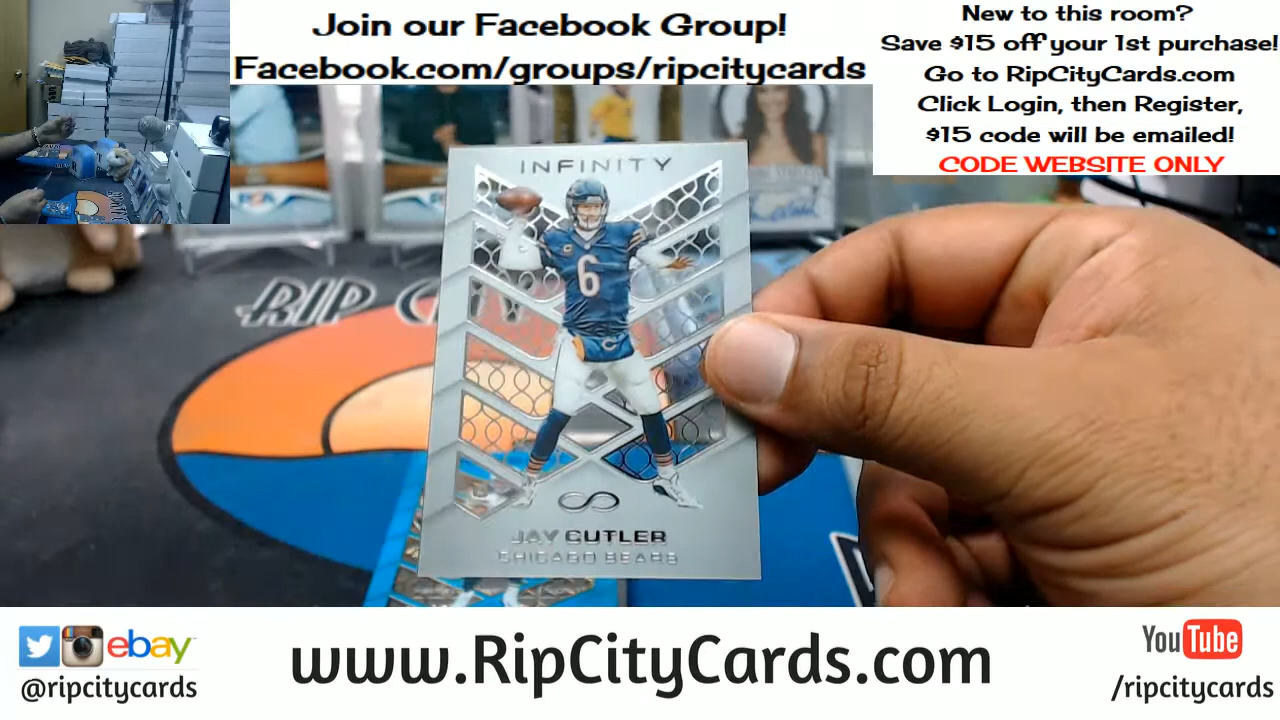 Join our Facebook Group!
Facebook.com/groups/ripcitycards
New to this room?
Save $15 off your 1st purchase!
Go to RipCityCards.com
Click Login, then Register,
$15 code will be emailed!
CODE WEBSITE ONLY
INFINITY
RIP
6
JAY CUTLER
CHICAGO BEARS
ebay
@ripcitycards
www.RipCityCards.com
YouTube
/ripcitycards